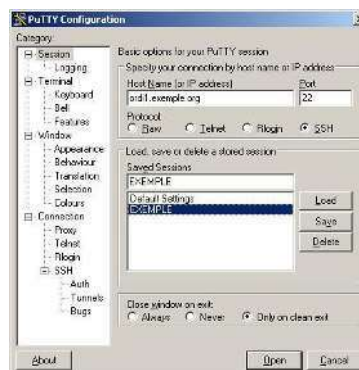 PuTTY Configuration
Category:
Session
Logging
Terminal
Keyboard
Bell
Features
Window
Appearance
Behaviour
Translation
Selection
Colours
Connection
Proxy
Telnet
Rlogin
SSH
Auth
Tunnels
Bugs
Basic options for your PuTTY session
Specify your connection by host name or IP address
Host Name (or IP address) Port
ordi1.exemple.org 22
Protocol:
Raw Telnet Rlogin SSH
Load, save or delete a stored session
Saved Sessions
EXEMPLE
Default Settings
EXEMPLE
Load
Save
Delete
Close window on exit:
Always Never Only on clean exit
About Open Cancel